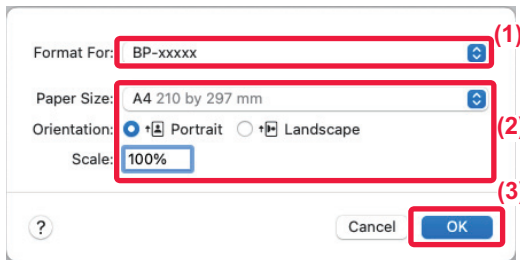 (1)
Format For: BP-xxxxx
Paper Size: A4 210 by 297 mm
Orientation: Portrait Landscape
(2)
Scale: 100%
(3)
? Cancel OK